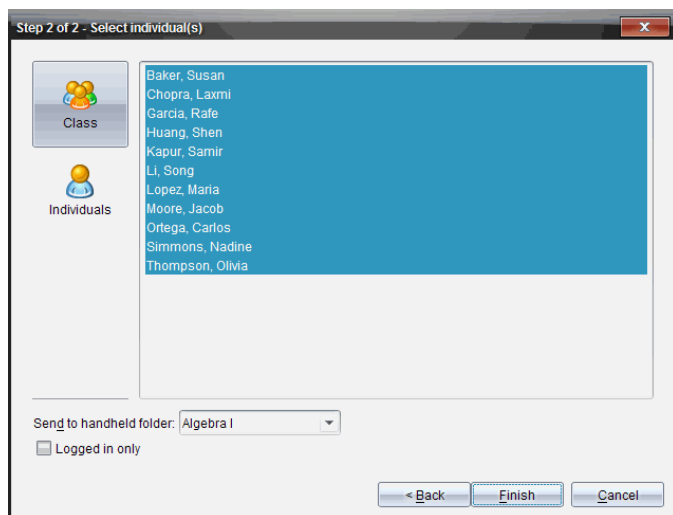 Step 2 of 2 - Select individual(s)
Class
Individuals
Baker, Susan
Chopra, Laxmi
Garcia, Rafe
Huang, Shen
Kapur, Samir
Li, Song
Lopez, Maria
Moore, Jacob
Ortega, Carlos
Simmons, Nadine
Thompson, Olivia
Send to handheld folder: Algebra I
Logged in only
< Back Finish Cancel